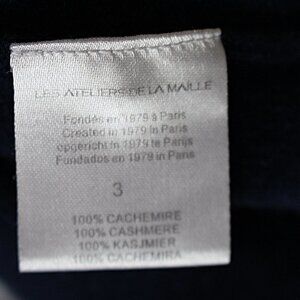 LES ATELIERS DE LA MAILLE
Fondés en 1979 à Paris
Created in 1979 in Paris
opgericht in 1979 te Parijs
Fundados en 1979 in Paris
3
100% CACHEMIRE
100% CASHMERE
100% KASJMIER
100% CACHEMIRA